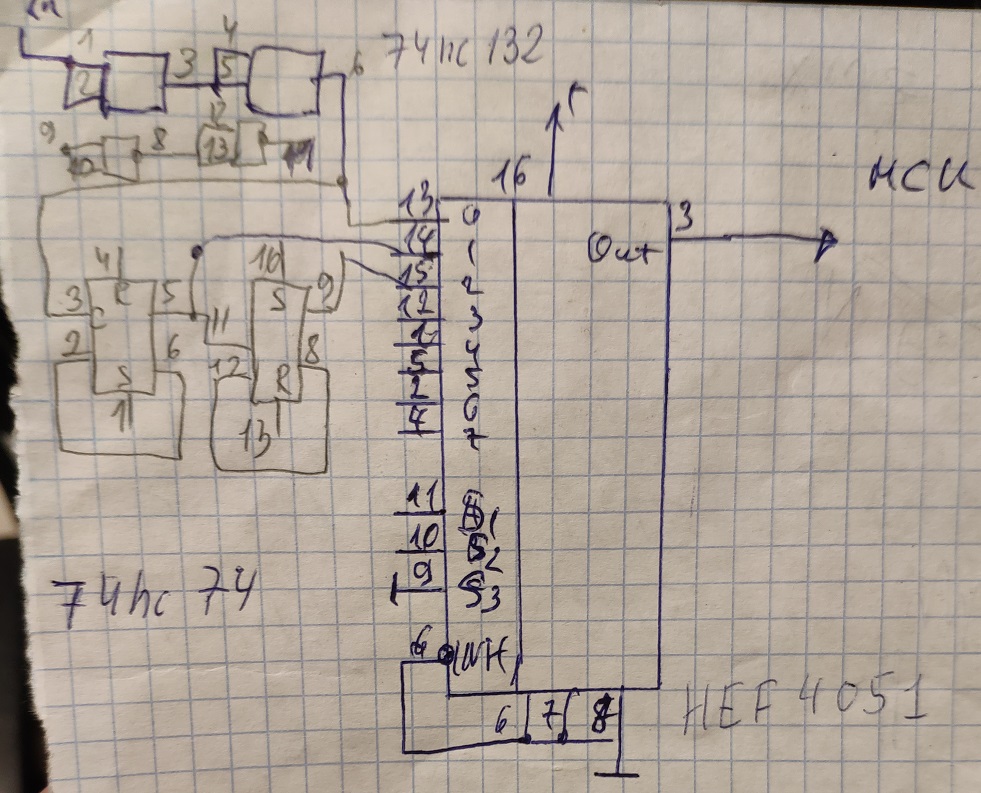 In
1 3 4 6 74hc 132
2 5
9 8 12
10 13 11
16
MCU
13 0 3
14 1 Out
15 2
12 3
1 4
5 5
2 6
4 7
4 10
3 R 5 S 9
C
2 6 11 8
S 12 R
1 13
11 S1
10 S2
9 S3
74hc 74
6 INH
6 7 8
HEF 4051